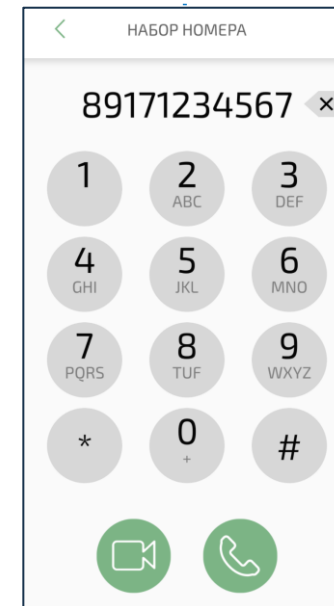 НАБОР НОМЕРА
89171234567
1 2 3
ABC DEF
4 5 6
GHI JKL MNO
7 8 9
PQRS TUF WXYZ
* 0 #
+